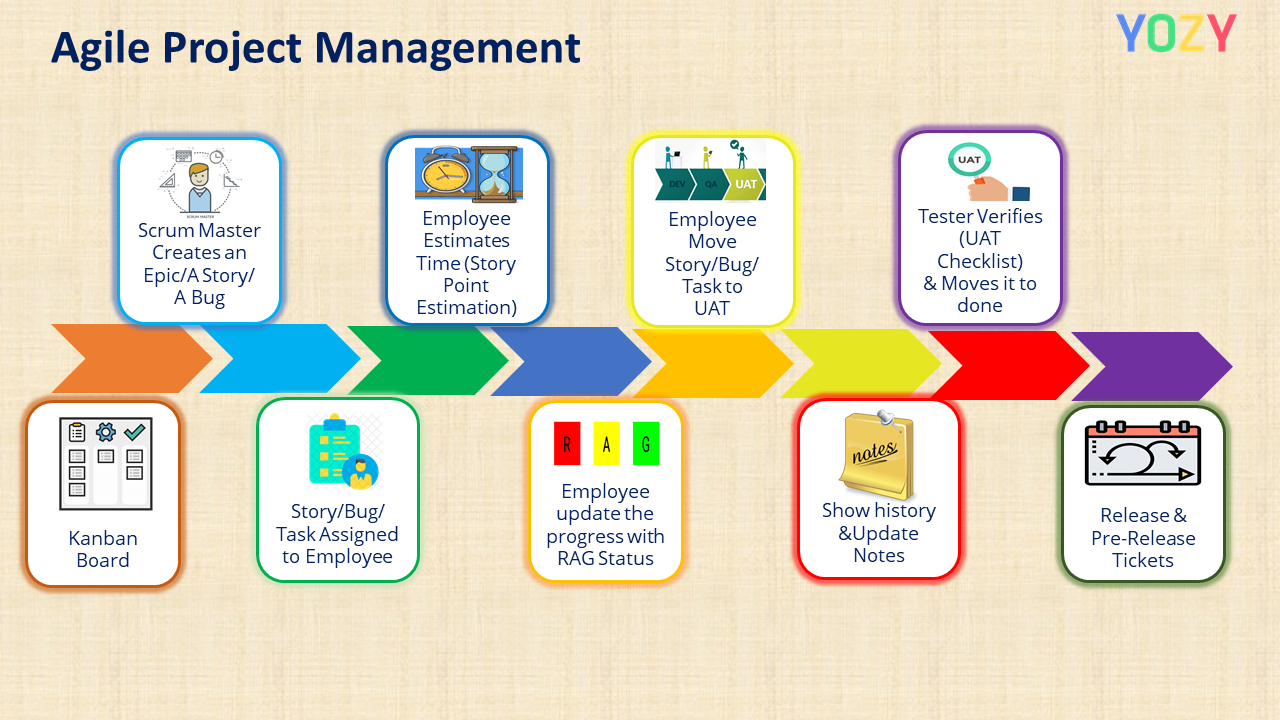 Agile Project Management
YOZY
SCRUM MASTER
Scrum Master
Creates an
Epic/A Story/
A Bug
Employee
Estimates
Time (Story
Point
Estimation)
DEV
QA
UAT
Employee
Move
Story/Bug/
Task to
UAT
UAT
Tester Verifies
(UAT
Checklist)
& Moves it to
done
Kanban
Board
Story/Bug/
Task Assigned
to Employee
R A G
Employee
update the
progress with
RAG Status
notes
Show history
&Update
Notes
Release &
Pre-Release
Tickets